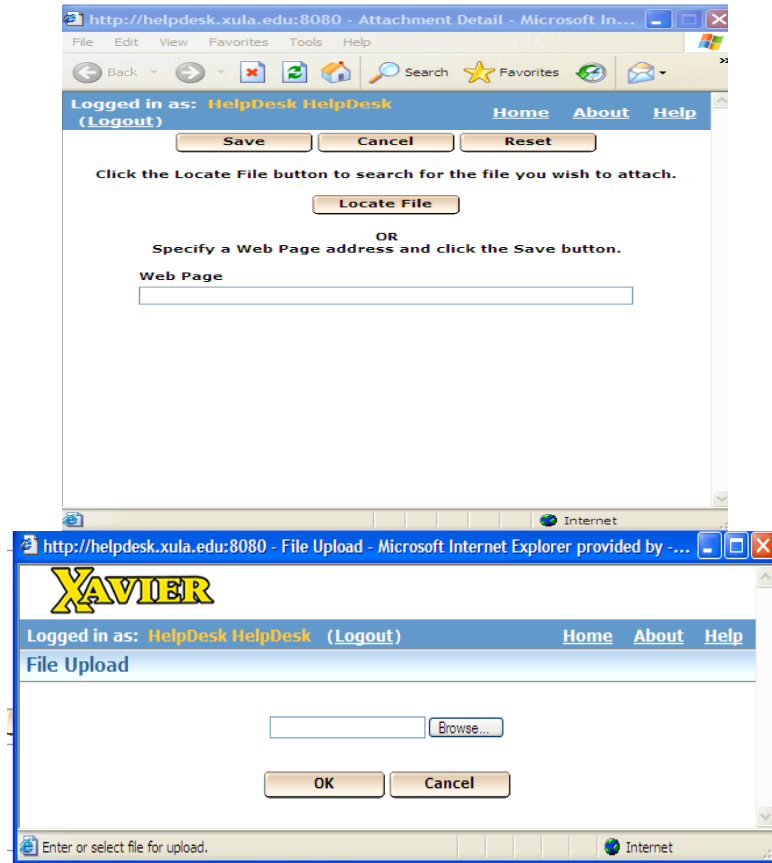 http://helpdesk.xula.edu:8080 - Attachment Detail - Microsoft In...
File Edit View Favorites Tools Help
Back Search Favorites
Logged in as: HelpDesk HelpDesk
(Logout) Home About Help
Save Cancel Reset
Click the Locate File button to search for the file you wish to attach.
Locate File
OR
Specify a Web Page address and click the Save button.
Web Page
Internet
http://helpdesk.xula.edu:8080 - File Upload - Microsoft Internet Explorer provided by -...
XAVIER
Logged in as: HelpDesk HelpDesk (Logout) Home About Help
File Upload
Browse...
OK Cancel
Enter or select file for upload. Internet